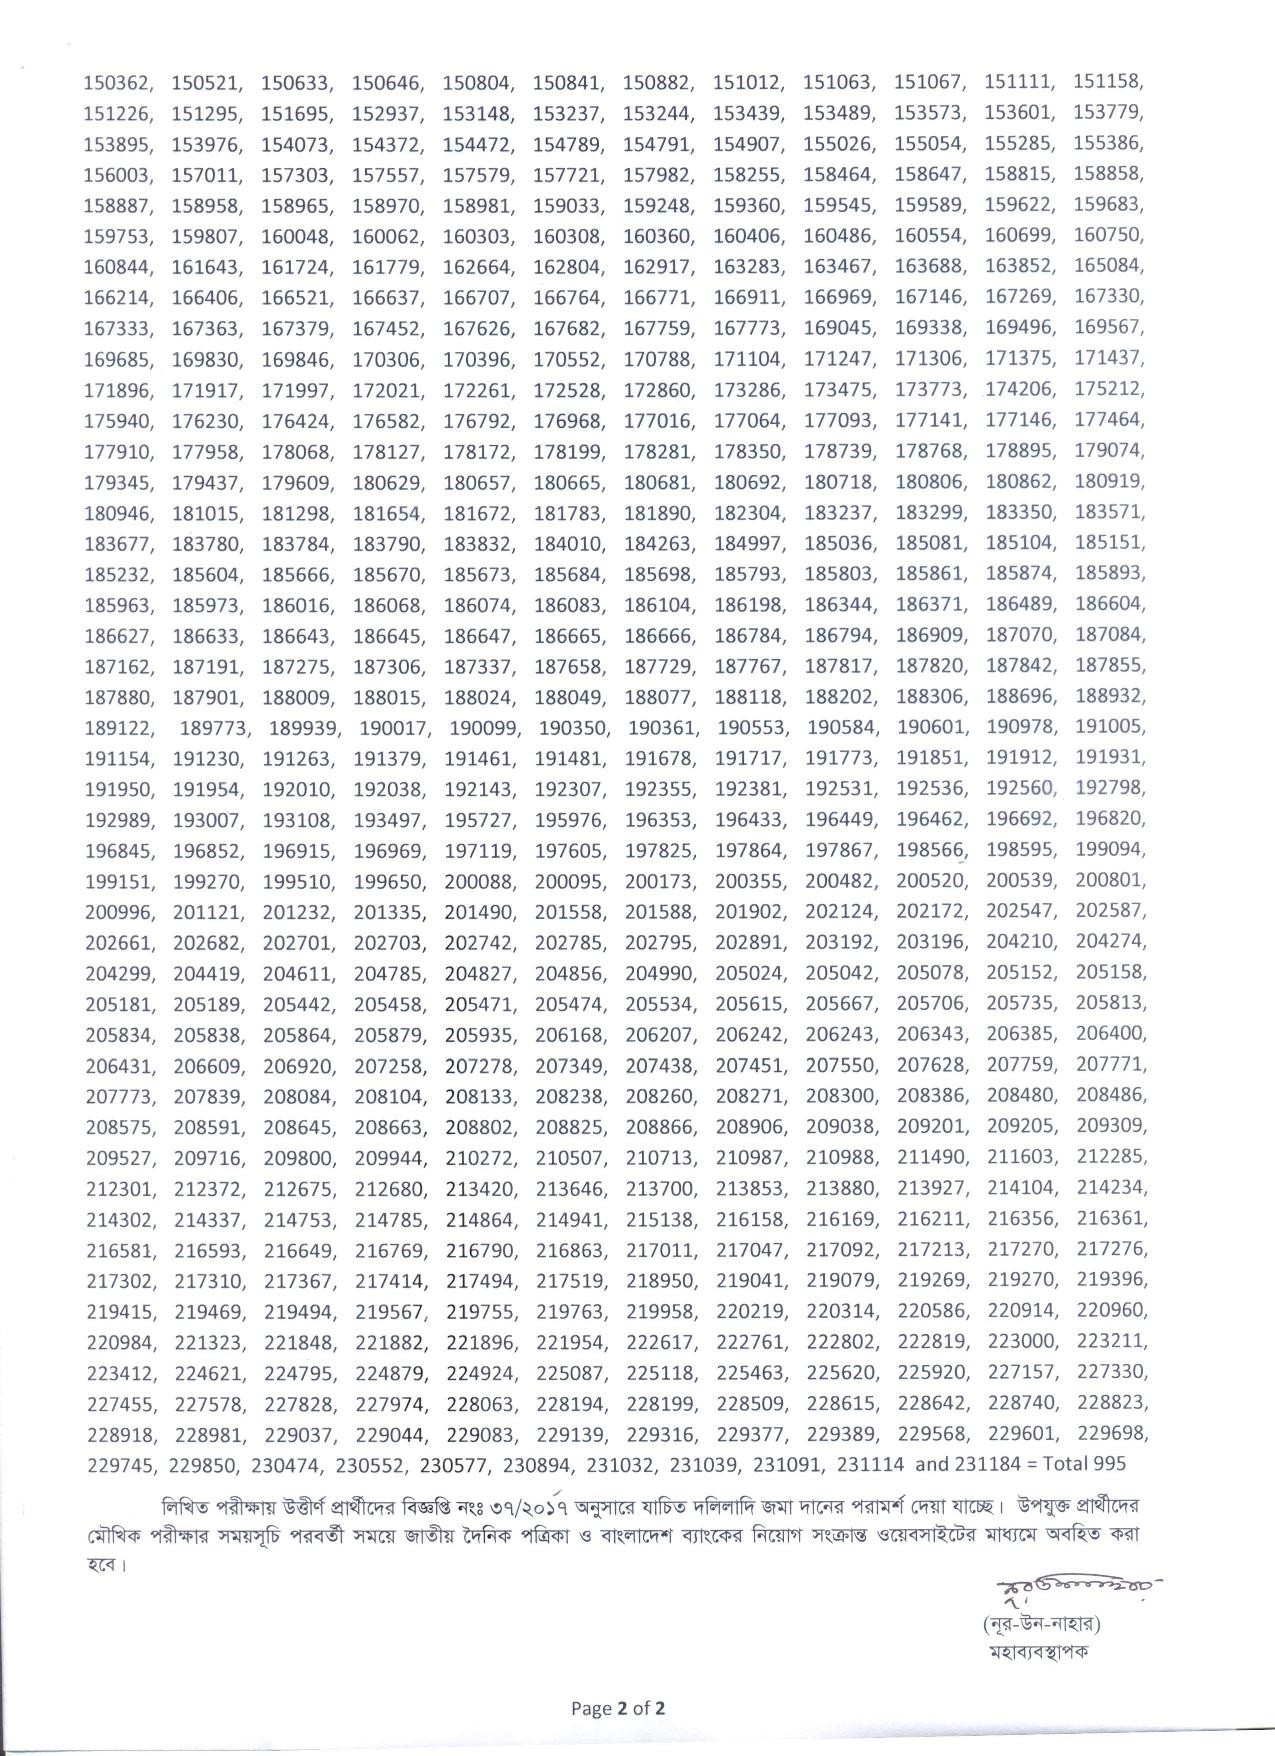 150362, 150521, 150633, 150646, 150804, 150841, 150882, 151012, 151063, 151067, 151111, 151158,
151226, 151295, 151695, 152937, 153148, 153237, 153244, 153439, 153489, 153573, 153601, 153779,
153895, 153976, 154073, 154372, 154472, 154789, 154791, 154907, 155026, 155054, 155285, 155386,
156003, 157011, 157303, 157557, 157579, 157721, 157982, 158255, 158464, 158647, 158815, 158858,
158887, 158958, 158965, 158970, 158981, 159033, 159248, 159360, 159545, 159589, 159622, 159683,
159753, 159807, 160048, 160062, 160303, 160308, 160360, 160406, 160486, 160554, 160699, 160750,
160844, 161643, 161724, 161779, 162664, 162804, 162917, 163283, 163467, 163688, 163852, 165084,
166214, 166406, 166521, 166637, 166707, 166764, 166771, 166911, 166969, 167146, 167269, 167330,
167333, 167363, 167379, 167452, 167626, 167682, 167759, 167773, 169045, 169338, 169496, 169567,
169685, 169830, 169846, 170306, 170396, 170552, 170788, 171104, 171247, 171306, 171375, 171437,
171896, 171917, 171997, 172021, 172261, 172528, 172860, 173286, 173475, 173773, 174206, 175212,
175940, 176230, 176424, 176582, 176792, 176968, 177016, 177064, 177093, 177141, 177146, 177464,
177910, 177958, 178068, 178127, 178172, 178199, 178281, 178350, 178739, 178768, 178895, 179074,
179345, 179437, 179609, 180629, 180657, 180665, 180681, 180692, 180718, 180806, 180862, 180919,
180946, 181015, 181298, 181654, 181672, 181783, 181890, 182304, 183237, 183299, 183350, 183571,
183677, 183780, 183784, 183790, 183832, 184010, 184263, 184997, 185036, 185081, 185104, 185151,
185232, 185604, 185666, 185670, 185673, 185684, 185698, 185793, 185803, 185861, 185874, 185893,
185963, 185973, 186016, 186068, 186074, 186083, 186104, 186198, 186344, 186371, 186489, 186604,
186627, 186633, 186643, 186645, 186647, 186665, 186666, 186784, 186794, 186909, 187070, 187084,
187162, 187191, 187275, 187306, 187337, 187658, 187729, 187767, 187817, 187820, 187842, 187855,
187880, 187901, 188009, 188015, 188024, 188049, 188077, 188118, 188202, 188306, 188696, 188932,
189122, 189773, 189939, 190017, 190099, 190350, 190361, 190553, 190584, 190601, 190978, 191005,
191154, 191230, 191263, 191379, 191461, 191481, 191678, 191717, 191773, 191851, 191912, 191931,
191950, 191954, 192010, 192038, 192143, 192307, 192355, 192381, 192531, 192536, 192560, 192798,
192989, 193007, 193108, 193497, 195727, 195976, 196353, 196433, 196449, 196462, 196692, 196820,
196845, 196852, 196915, 196969, 197119, 197605, 197825, 197864, 197867, 198566, 198595, 199094,
199151, 199270, 199510, 199650, 200088, 200095, 200173, 200355, 200482, 200520, 200539, 200801,
200996, 201121, 201232, 201335, 201490, 201558, 201588, 201902, 202124, 202172, 202547, 202587,
202661, 202682, 202701, 202703, 202742, 202785, 202795, 202891, 203192, 203196, 204210, 204274,
204299, 204419, 204611, 204785, 204827, 204856, 204990, 205024, 205042, 205078, 205152, 205158,
205181, 205189, 205442, 205458, 205471, 205474, 205534, 205615, 205667, 205706, 205735, 205813,
205834, 205838, 205864, 205879, 205935, 206168, 206207, 206242, 206243, 206343, 206385, 206400,
206431, 206609, 206920, 207258, 207278, 207349, 207438, 207451, 207550, 207628, 207759, 207771,
207773, 207839, 208084, 208104, 208133, 208238, 208260, 208271, 208300, 208386, 208480, 208486,
208575, 208591, 208645, 208663, 208802, 208825, 208866, 208906, 209038, 209201, 209205, 209309,
209527, 209716, 209800, 209944, 210272, 210507, 210713, 210987, 210988, 211490, 211603, 212285,
212301, 212372, 212675, 212680, 213420, 213646, 213700, 213853, 213880, 213927, 214104, 214234,
214302, 214337, 214753, 214785, 214864, 214941, 215138, 216158, 216169, 216211, 216356, 216361,
216581, 216593, 216649, 216769, 216790, 216863, 217011, 217047, 217092, 217213, 217270, 217276,
217302, 217310, 217367, 217414, 217494, 217519, 218950, 219041, 219079, 219269, 219270, 219396,
219415, 219469, 219494, 219567, 219755, 219763, 219958, 220219, 220314, 220586, 220914, 220960,
220984, 221323, 221848, 221882, 221896, 221954, 222617, 222761, 222802, 222819, 223000, 223211,
223412, 224621, 224795, 224879, 224924, 225087, 225118, 225463, 225620, 225920, 227157, 227330,
227455, 227578, 227828, 227974, 228063, 228194, 228199, 228509, 228615, 228642, 228740, 228823,
228918, 228981, 229037, 229044, 229083, 229139, 229316, 229377, 229389, 229568, 229601, 229698,
229745, 229850, 230474, 230552, 230577, 230894, 231032, 231039, 231091, 231114 and 231184 = Total 995
লিখিত পরীক্ষায় উত্তীর্ণ প্রার্থীদের বিজ্ঞপ্তি নংঃ ৩৭/২০১৭ অনুসারে যাচিত দলিলাদি জমা দানের পরামর্শ দেয়া যাচ্ছে। উপযুক্ত প্রার্থীদের
মৌখিক পরীক্ষার সময়সূচি পরবর্তী সময়ে জাতীয় দৈনিক পত্রিকা ও বাংলাদেশ ব্যাংকের নিয়োগ সংক্রান্ত ওয়েবসাইটের মাধ্যমে অবহিত করা
হবে।
(নূর-উন-নাহার)
মহাব্যবস্থাপক
Page 2 of 2